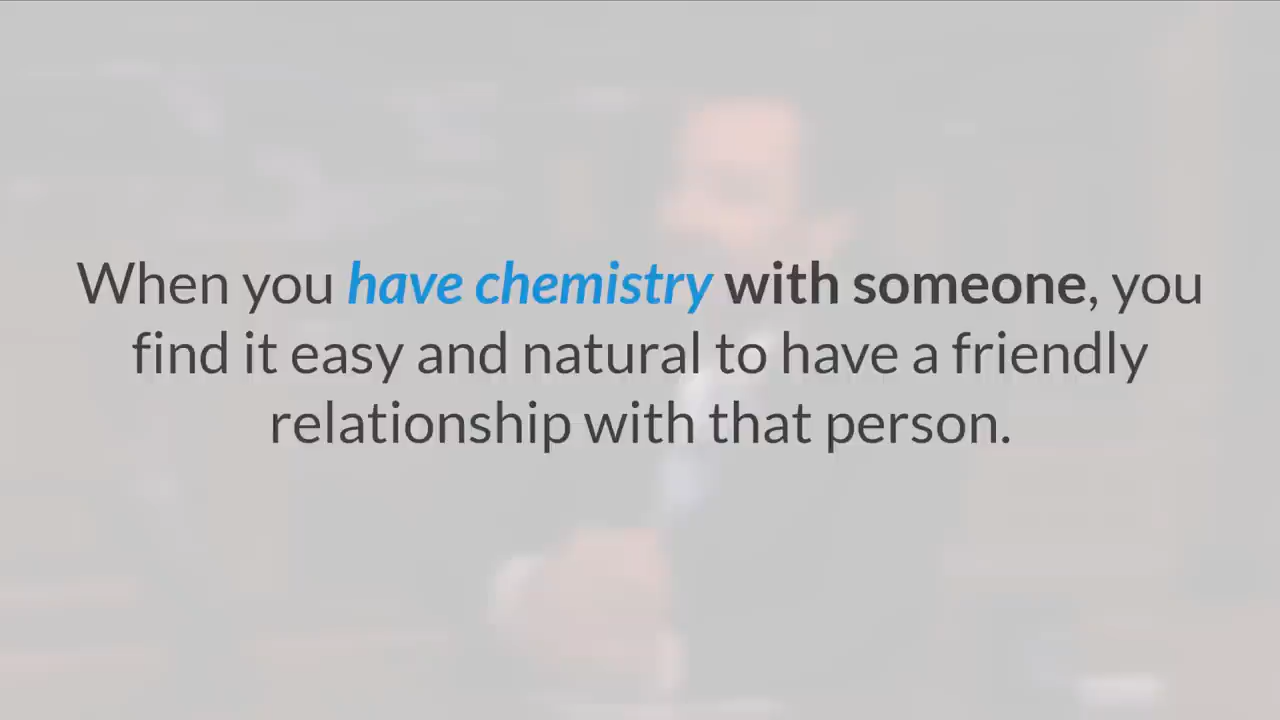 When you have chemistry with someone, you
find it easy and natural to have a friendly
relationship with that person.